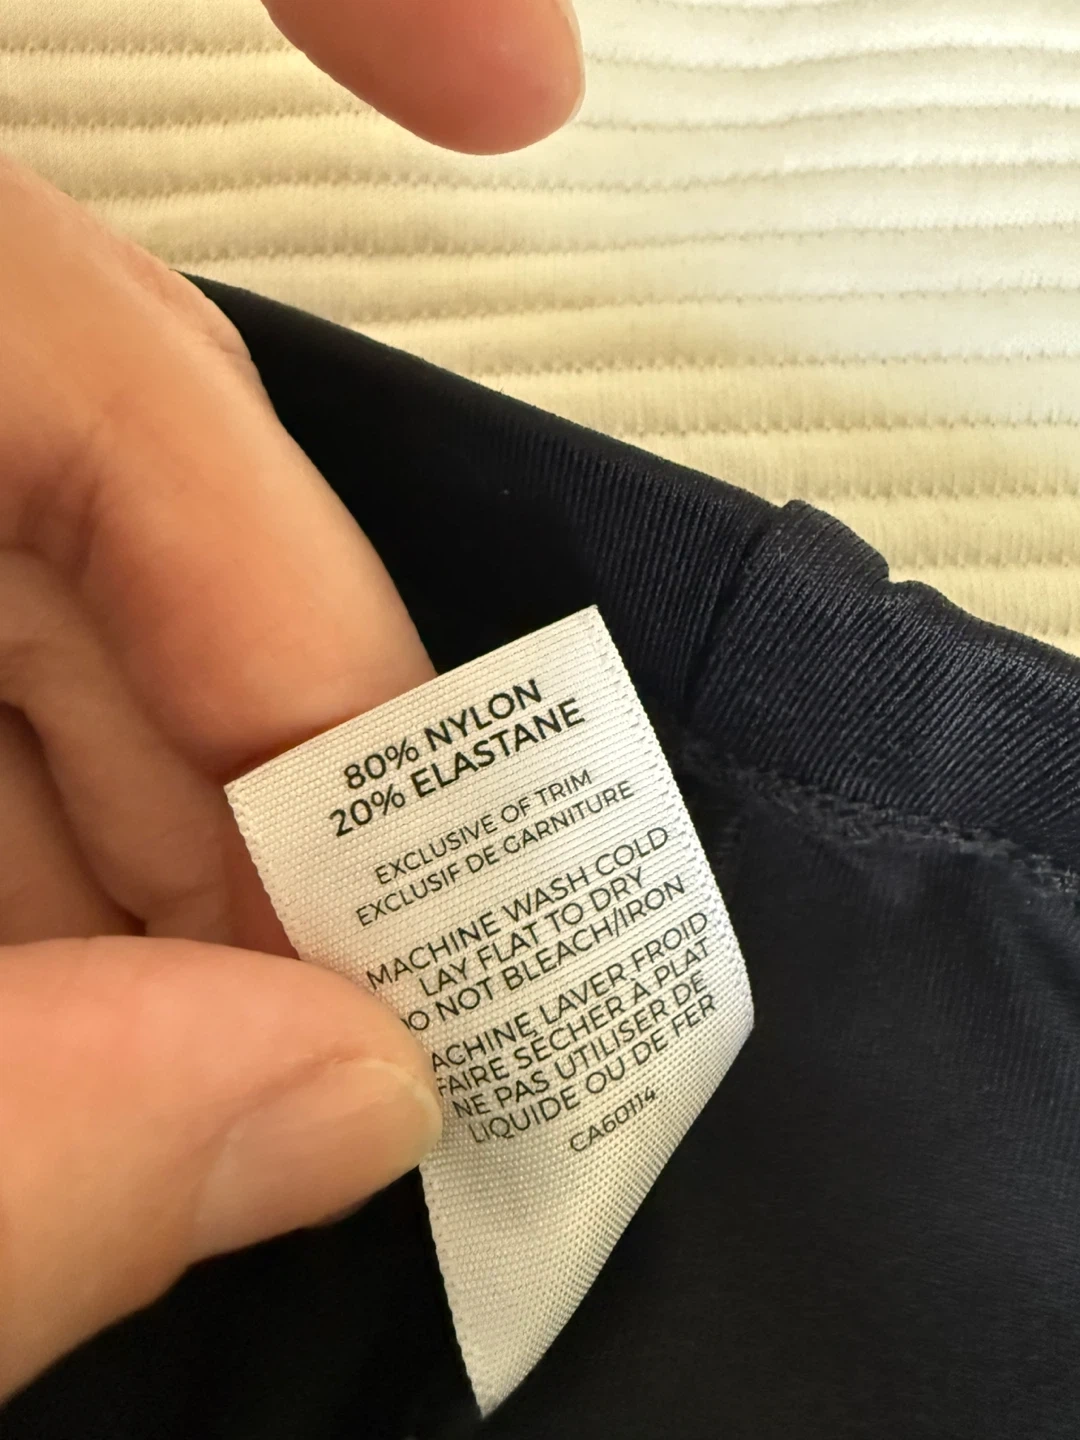 80% NYLON
20% ELASTANE
EXCLUSIVE OF TRIM
EXCLUSIF DE GARNITURE
MACHINE WASH COLD
LAY FLAT TO DRY
DO NOT BLEACH/IRON
ACHINE LAVER FROID
FAIRE SÉCHER À PLAT
NE PAS UTILISER DE
LIQUIDE OU DE FER
CA60114